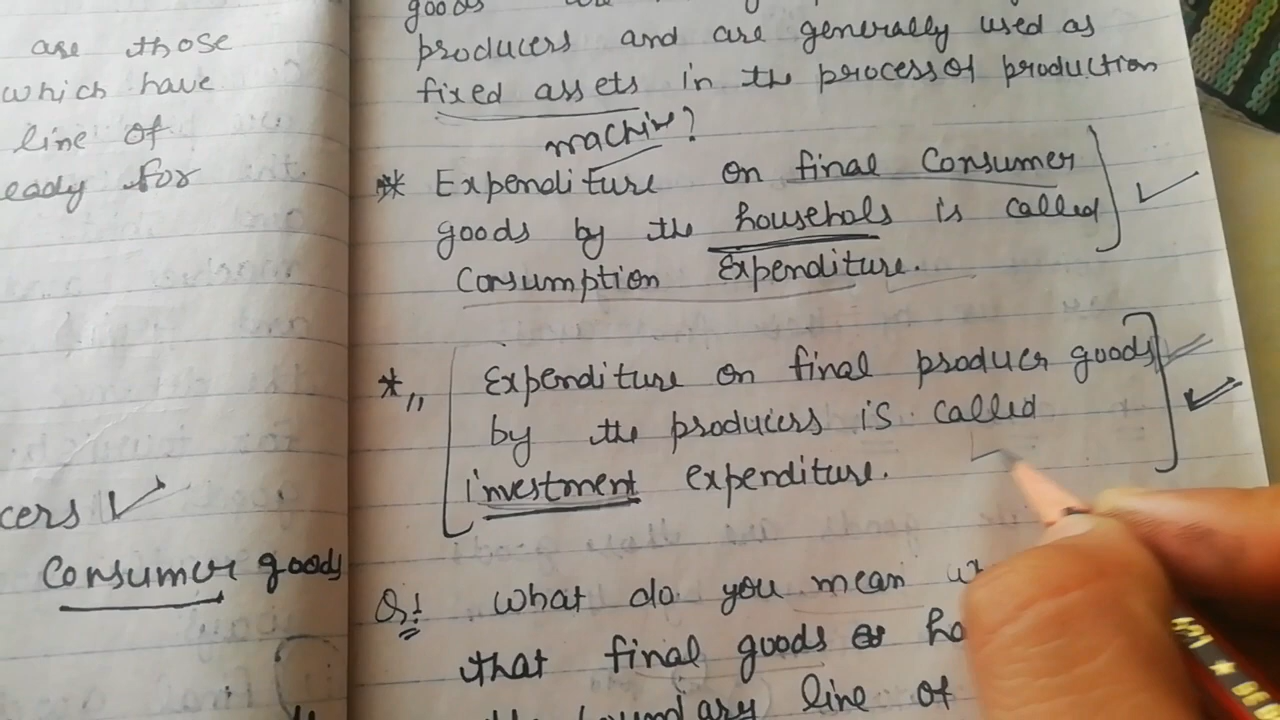 are those
which have
line of
eady for
cers
Consumer goods
goods
producers and are generally used as
fixed assets in the process of production
machin?
** Expenditure on final Consumer
goods by the househols is called
Consumption Expenditure.
*,, Expenditure on final producer goods
by the producers is called
investment expenditure.
Q:! What do you mean w
that final goods ho
line of